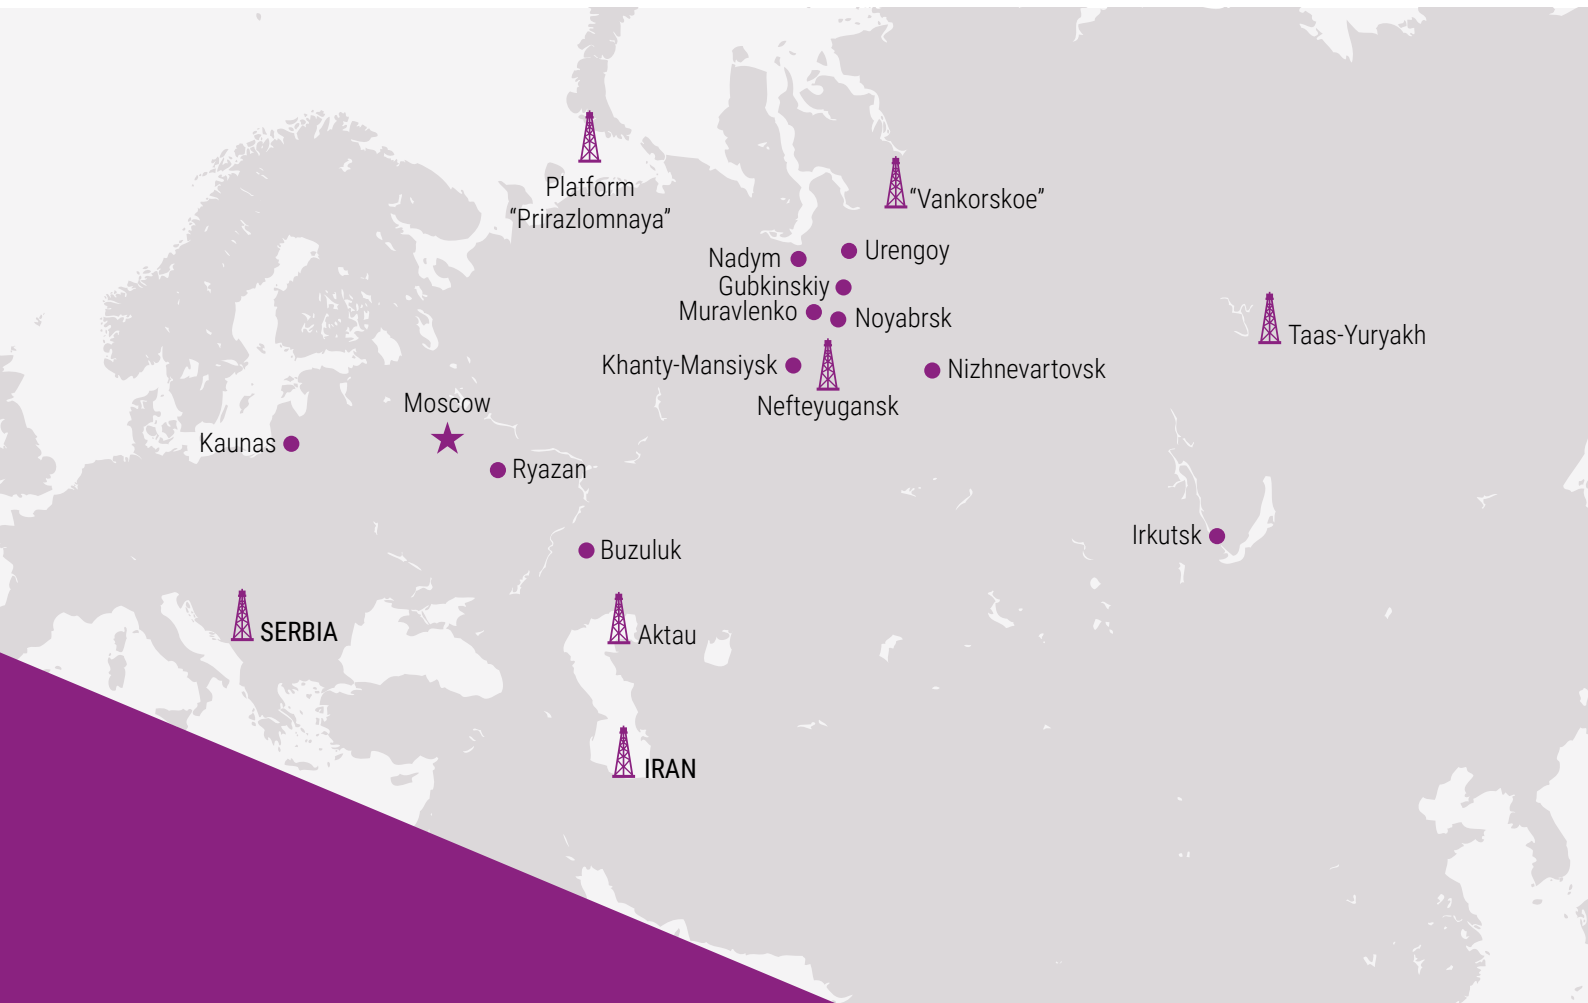 Platform
“Prirazlomnaya”
“Vankorskoe”
Nadym
Urengoy
Gubkinskiy
Muravlenko
Noyabrsk
Taas-Yuryakh
Khanty-Mansiysk
Nizhnevartovsk
Nefteyugansk
Moscow
Kaunas
Ryazan
Irkutsk
Buzuluk
SERBIA
Aktau
IRAN